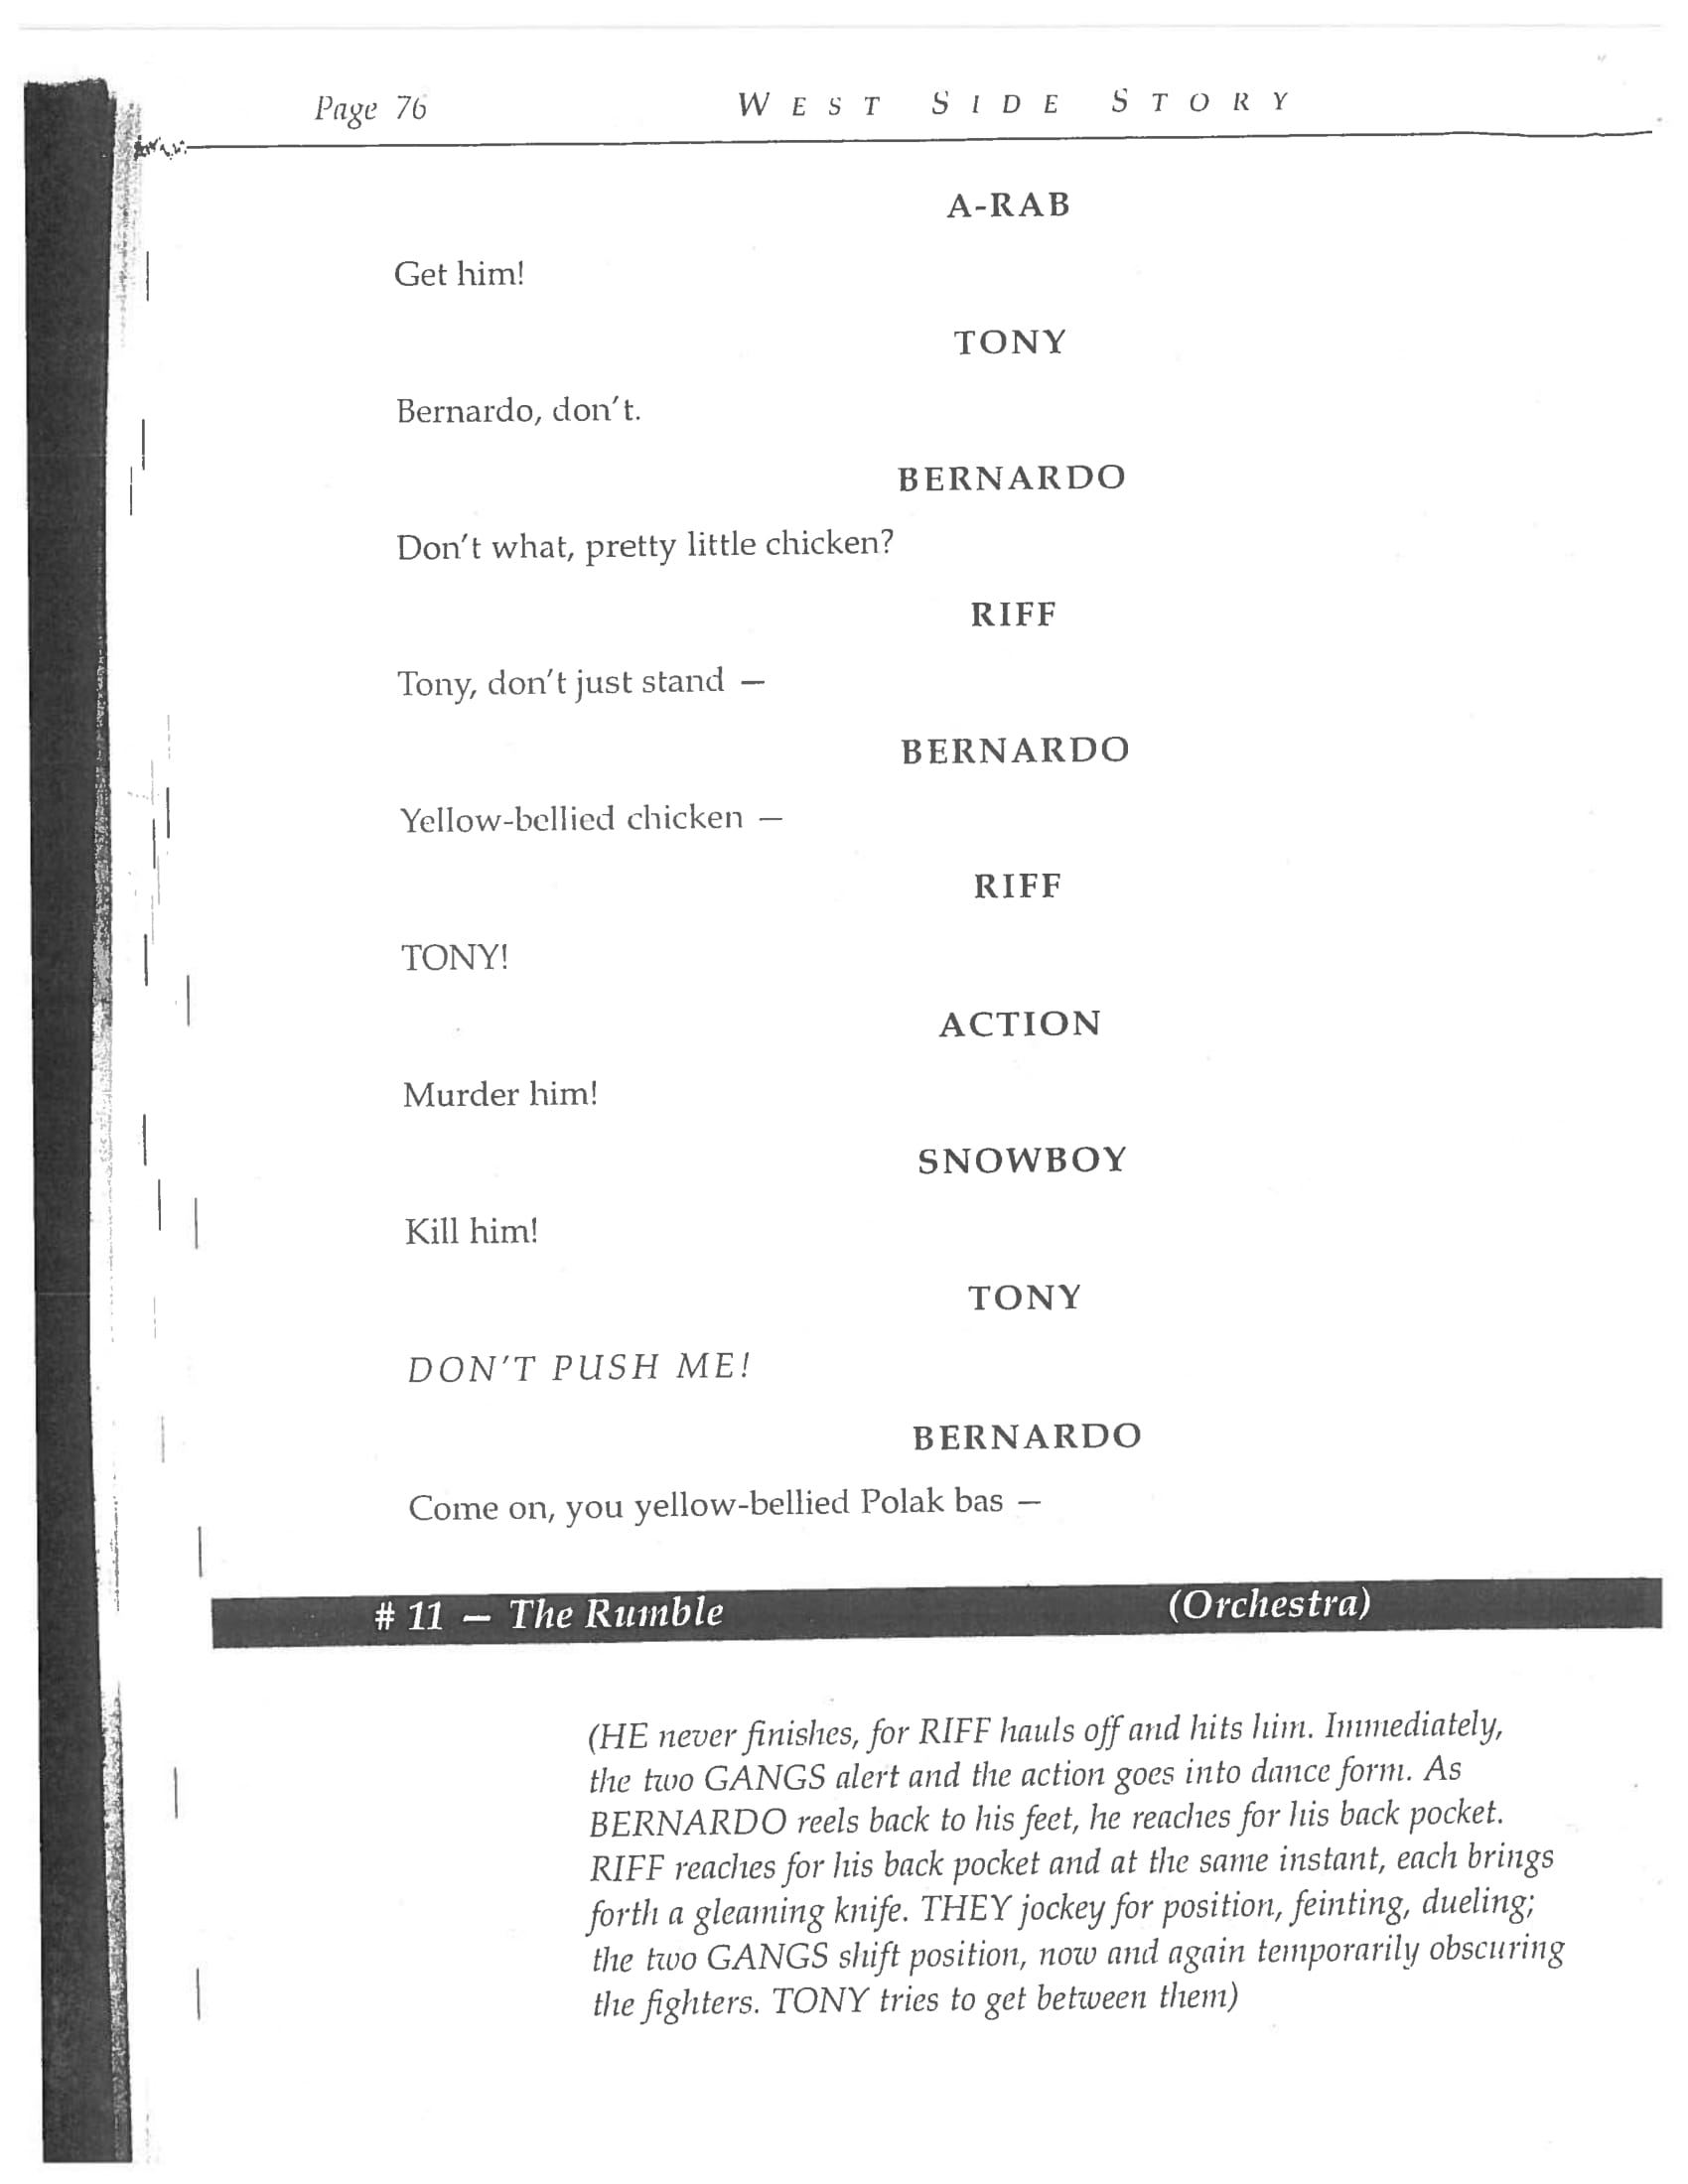 Page 76 WEST SIDE STORY
A-RAB
Get him!
TONY
Bernardo, don't.
BERNARDO
Don't what, pretty little chicken?
RIFF
Tony, don't just stand —
BERNARDO
Yellow-bellied chicken —
RIFF
TONY!
ACTION
Murder him!
SNOWBOY
Kill him!
TONY
DON'T PUSH ME!
BERNARDO
Come on, you yellow-bellied Polak bas —
# 11 — The Rumble (Orchestra)
(HE never finishes, for RIFF hauls off and hits him. Immediately,
the two GANGS alert and the action goes into dance form. As
BERNARDO reels back to his feet, he reaches for his back pocket.
RIFF reaches for his back pocket and at the same instant, each brings
forth a gleaming knife. THEY jockey for position, feinting, dueling;
the two GANGS shift position, now and again temporarily obscuring
the fighters. TONY tries to get between them)